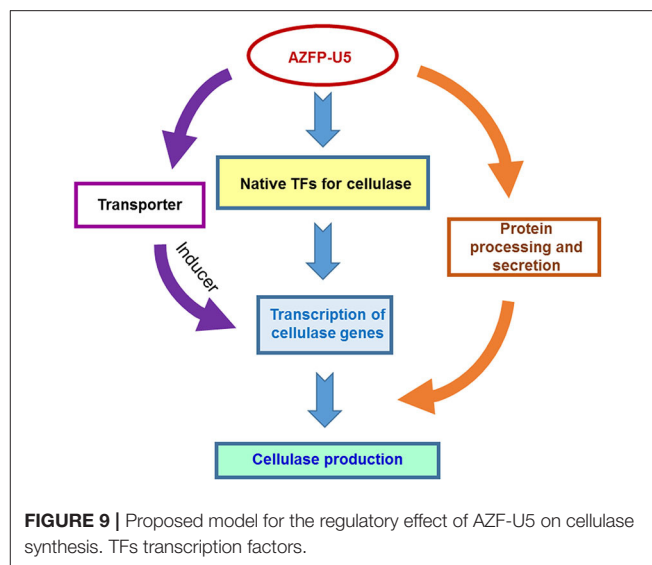 AZFP-U5
Native TFs for cellulase
Transporter
Protein
processing and
secretion
Inducer
Transcription of
cellulase genes
Cellulase production
FIGURE 9 | Proposed model for the regulatory effect of AZF-U5 on cellulase
synthesis. TFs transcription factors.